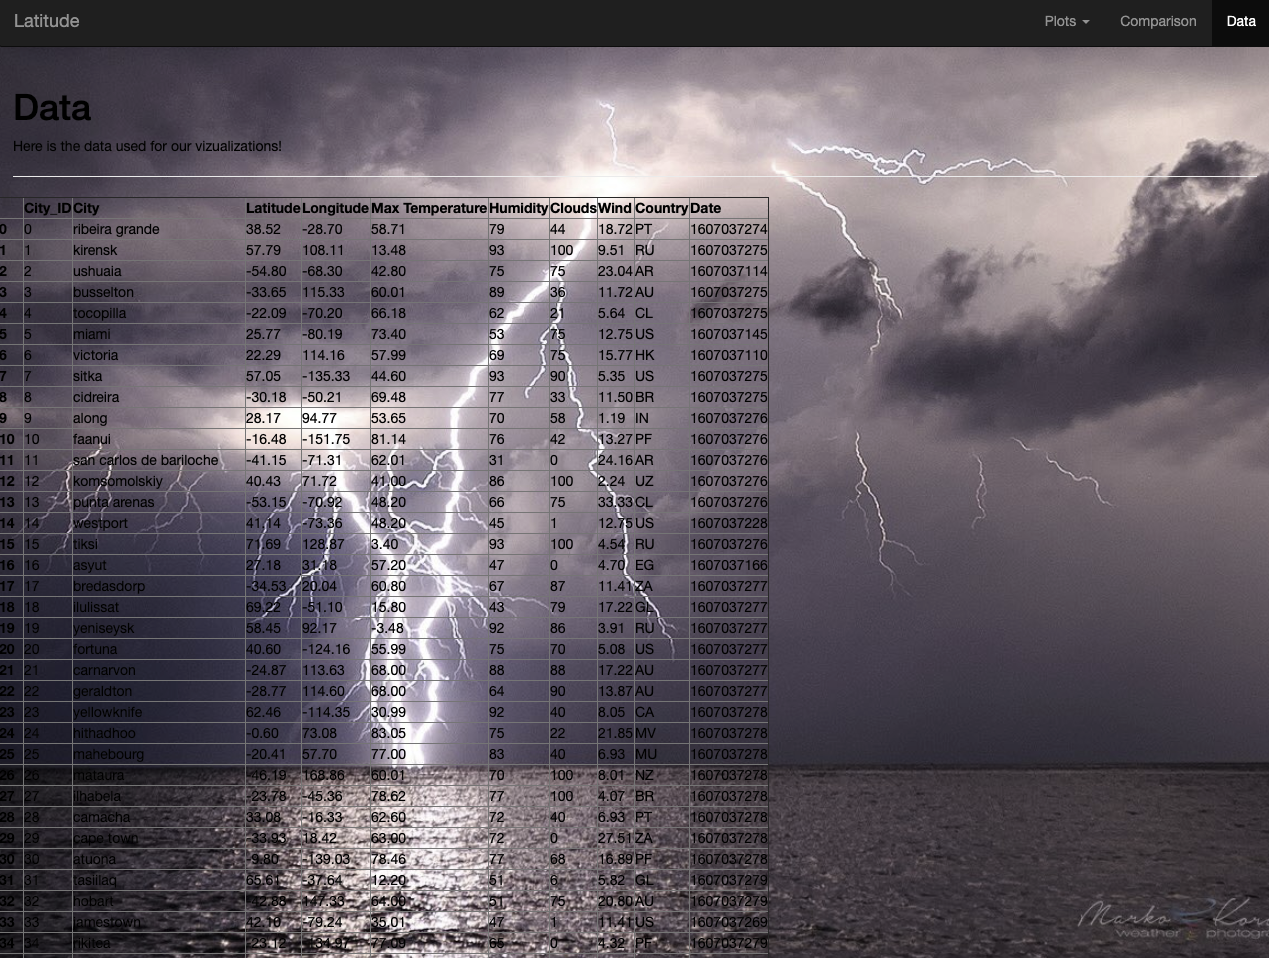 Latitude Plots Comparison Data
Data
Here is the data used for our vizualizations!
City_ID City Latitude Longitude Max Temperature Humidity Clouds Wind Country Date
0 0 ribeira grande 38.52 -28.70 58.71 79 44 18.72 PT 1607037274
1 1 kirensk 57.79 108.11 13.48 93 100 9.51 RU 1607037275
2 2 ushuaia -54.80 -68.30 42.80 75 75 23.04 AR 1607037114
3 3 busselton -33.65 115.33 60.01 89 36 11.72 AU 1607037275
4 4 tocopilla -22.09 -70.20 66.18 62 21 5.64 CL 1607037275
5 5 miami 25.77 -80.19 73.40 53 75 12.75 US 1607037145
6 6 victoria 22.29 114.16 57.99 69 75 15.77 HK 1607037110
7 7 sitka 57.05 -135.33 44.60 93 90 5.35 US 1607037275
8 8 cidreira -30.18 -50.21 69.48 77 33 11.50 BR 1607037275
9 9 along 28.17 94.77 53.65 70 58 1.19 IN 1607037276
10 10 faanui -16.48 -151.75 81.14 76 42 13.27 PF 1607037276
11 11 san carlos de bariloche -41.15 -71.31 62.01 31 0 24.16 AR 1607037276
12 12 komsomolskiy 40.43 71.72 41.00 86 100 2.24 UZ 1607037276
13 13 punta arenas -53.15 -70.92 48.20 66 75 33.33 CL 1607037276
14 14 westport 41.14 -73.36 48.20 45 1 12.75 US 1607037228
15 15 tiksi 71.69 128.87 3.40 93 100 4.54 RU 1607037276
16 16 asyut 27.18 31.18 57.20 47 0 4.70 EG 1607037166
17 17 bredasdorp -34.53 20.04 60.80 67 87 11.41 ZA 1607037277
18 18 ilulissat 69.22 -51.10 15.80 43 79 17.22 GL 1607037277
19 19 yeniseysk 58.45 92.17 -3.48 92 86 3.91 RU 1607037277
20 20 fortuna 40.60 -124.16 55.99 75 70 5.08 US 1607037277
21 21 carnarvon -24.87 113.63 68.00 88 88 17.22 AU 1607037277
22 22 geraldton -28.77 114.60 68.00 64 90 13.87 AU 1607037277
23 23 yellowknife 62.46 -114.35 30.99 92 40 8.05 CA 1607037278
24 24 hithadhoo -0.60 73.08 83.05 75 22 21.85 MV 1607037278
25 25 mahebourg -20.41 57.70 77.00 83 40 6.93 MU 1607037278
26 26 mataura -46.19 168.86 60.01 70 100 8.01 NZ 1607037278
27 27 ilhabela -23.78 -45.36 78.62 77 100 4.07 BR 1607037278
28 28 camacha 33.08 -16.33 62.60 72 40 6.93 PT 1607037278
29 29 cape town -33.93 18.42 63.00 72 0 27.51 ZA 1607037278
30 30 atuona -9.80 -139.03 78.46 77 68 16.89 PF 1607037278
31 31 tasiilaq 65.61 -37.64 12.20 51 6 5.82 GL 1607037279
32 32 hobart -42.88 147.33 64.00 51 75 20.80 AU 1607037279
33 33 jamestown 42.10 -79.24 35.01 47 1 11.41 US 1607037269
34 34 rikitea -23.12 -134.97 77.09 65 0 4.32 PF 1607037279
Marko
weather